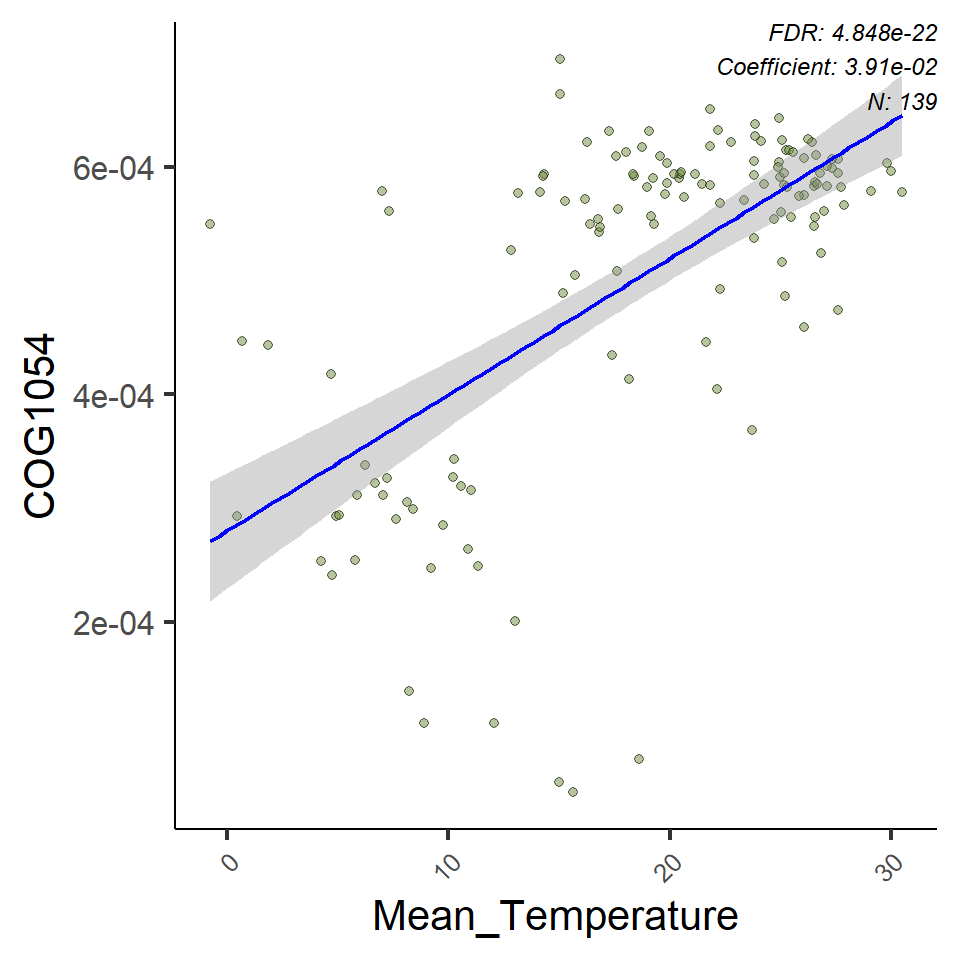 FDR: 4.848e-22
Coefficient: 3.91e-02
N: 139
6e-04
4e-04
2e-04
COG1054
0
10
20
30
Mean_Temperature